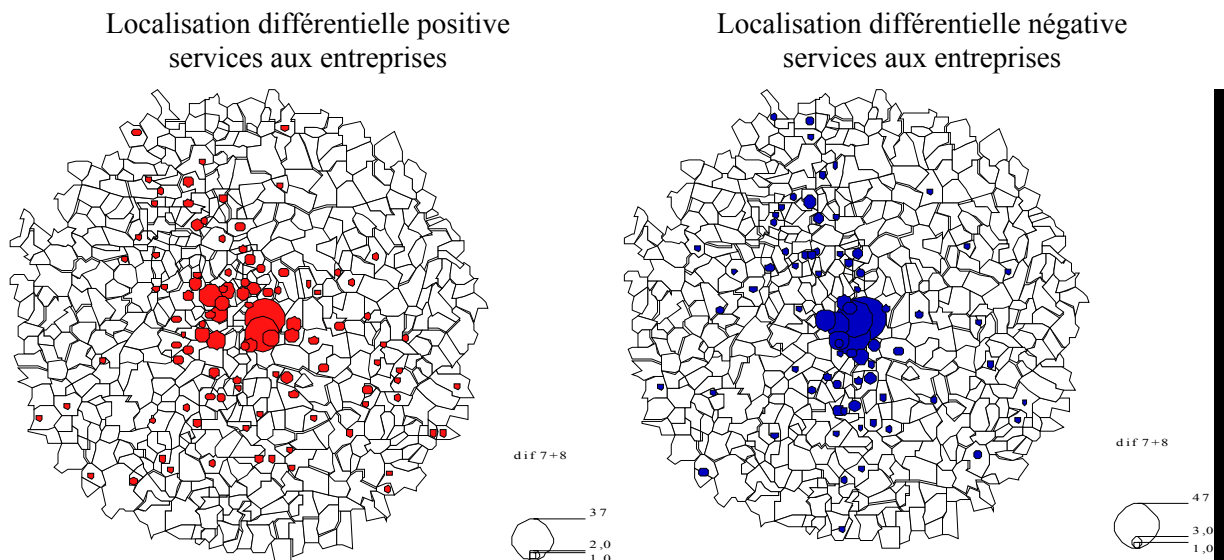 Localisation différentielle positive
services aux entreprises
Localisation différentielle négative
services aux entreprises
dif 7+8
37
2,0
1,0
dif 7+8
47
3,0
1,0